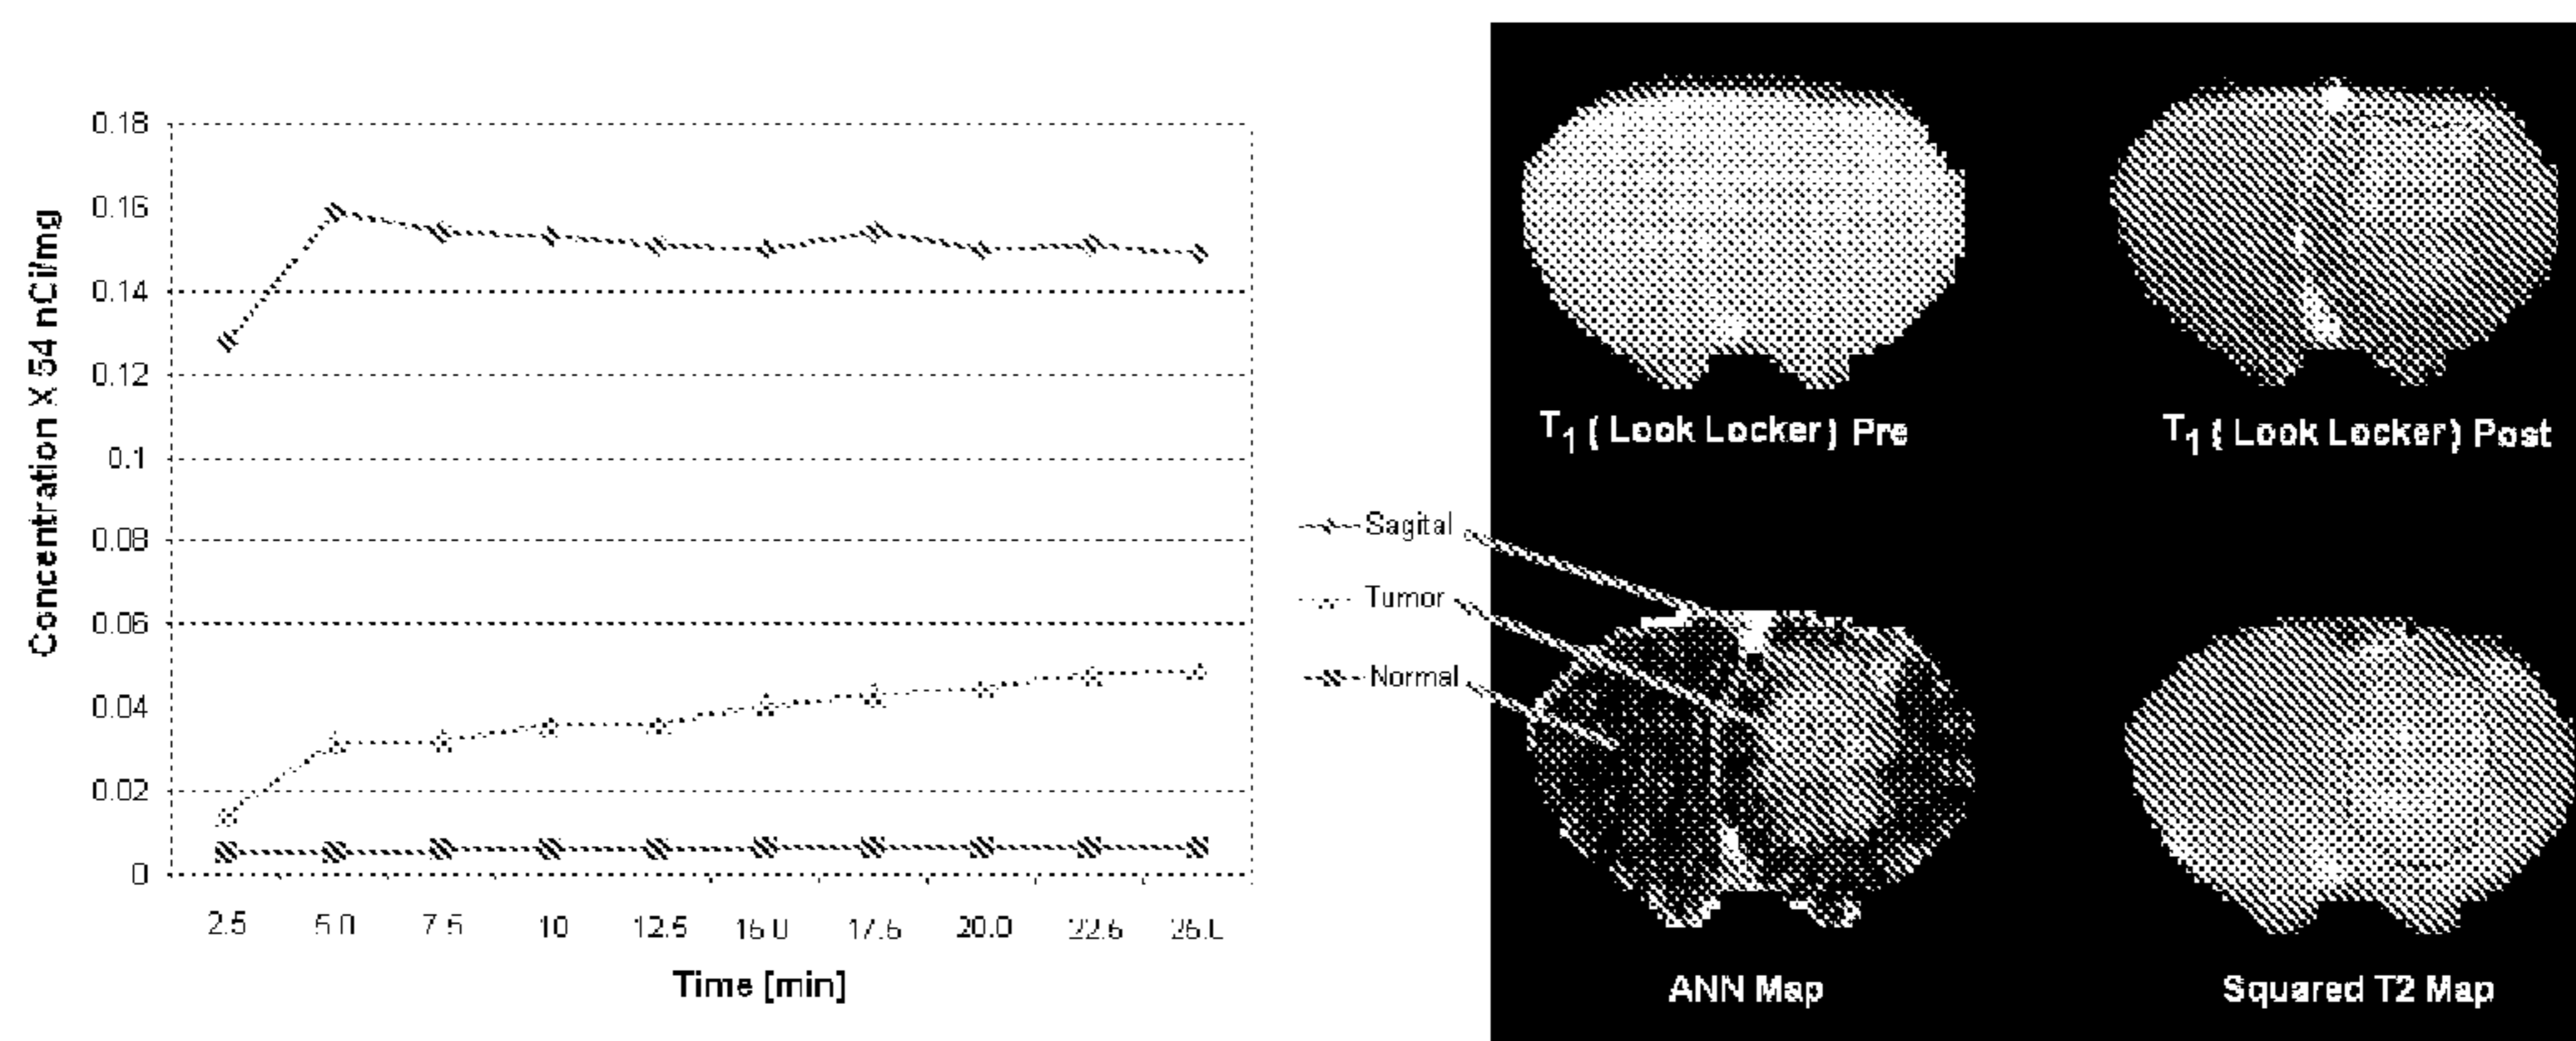 Concentration X 54 nCi/mg
0.18
0.16
0.14
0.12
0.1
0.08
0.06
0.04
0.02
0
2.5 5.0 7.5 10 12.5 15.0 17.5 20.0 22.5 25.0
Time [min]
Sagital
Tumor
Normal
T1 ( Look Locker ) Pre
T1 ( Look Locker ) Post
ANN Map
Squared T2 Map